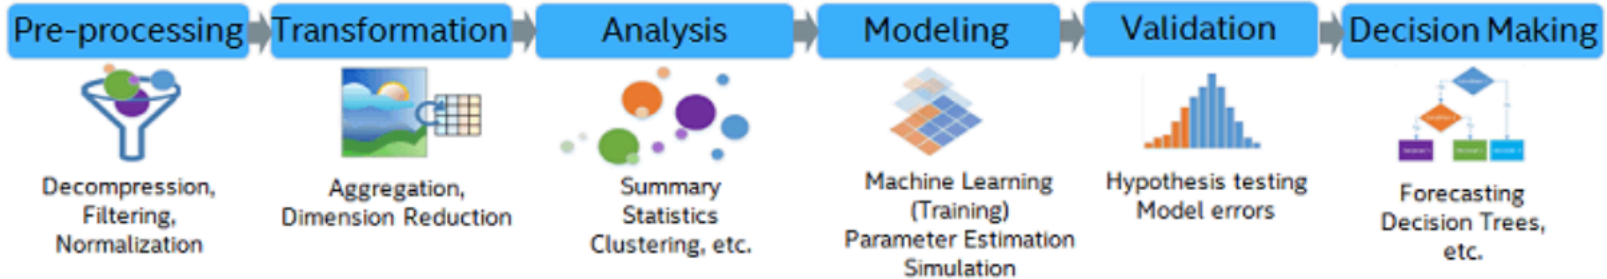 Pre-processing
Transformation
Analysis
Modeling
Validation
Decision Making
Decompression,
Filtering,
Normalization
Aggregation,
Dimension Reduction
Summary
Statistics
Clustering, etc.
Machine Learning
(Training)
Parameter Estimation
Simulation
Hypothesis testing
Model errors
Forecasting
Decision Trees,
etc.